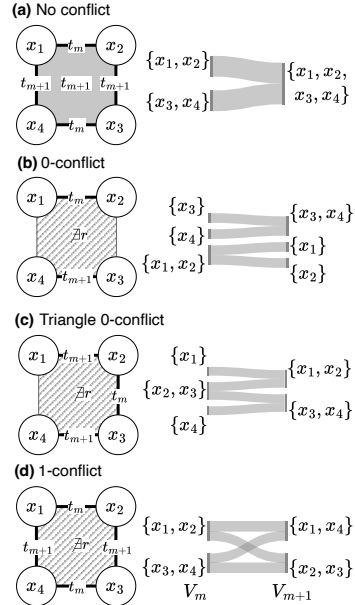 (a) No conflict
x₁ tₘ x₂
tₘ₊₁ tₘ₊₁ tₘ₊₁
x₄ tₘ x₃
{x₁, x₂}
{x₃, x₄}
{x₁, x₂,
x₃, x₄}
(b) 0-conflict
x₁ tₘ x₂
∄r
x₄ tₘ₊₁ x₃
{x₃}
{x₄}
{x₁, x₂}
{x₃, x₄}
{x₁}
{x₂}
(c) Triangle 0-conflict
x₁ tₘ₊₁ x₂
∄r tₘ
x₄ tₘ₊₁ x₃
{x₁}
{x₂, x₃}
{x₄}
{x₁, x₂}
{x₃, x₄}
(d) 1-conflict
x₁ tₘ x₂
tₘ₊₁ ∄r tₘ₊₁
x₄ tₘ x₃
{x₁, x₂}
{x₃, x₄}
{x₁, x₄}
{x₂, x₃}
Vₘ Vₘ₊₁